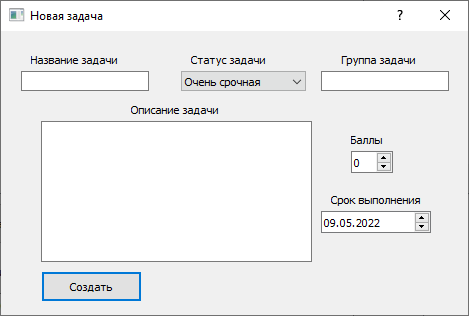 Новая задача
Название задачи
Статус задачи
Группа задачи
Очень срочная
Описание задачи
Баллы
0
Срок выполнения
09.05.2022
Создать